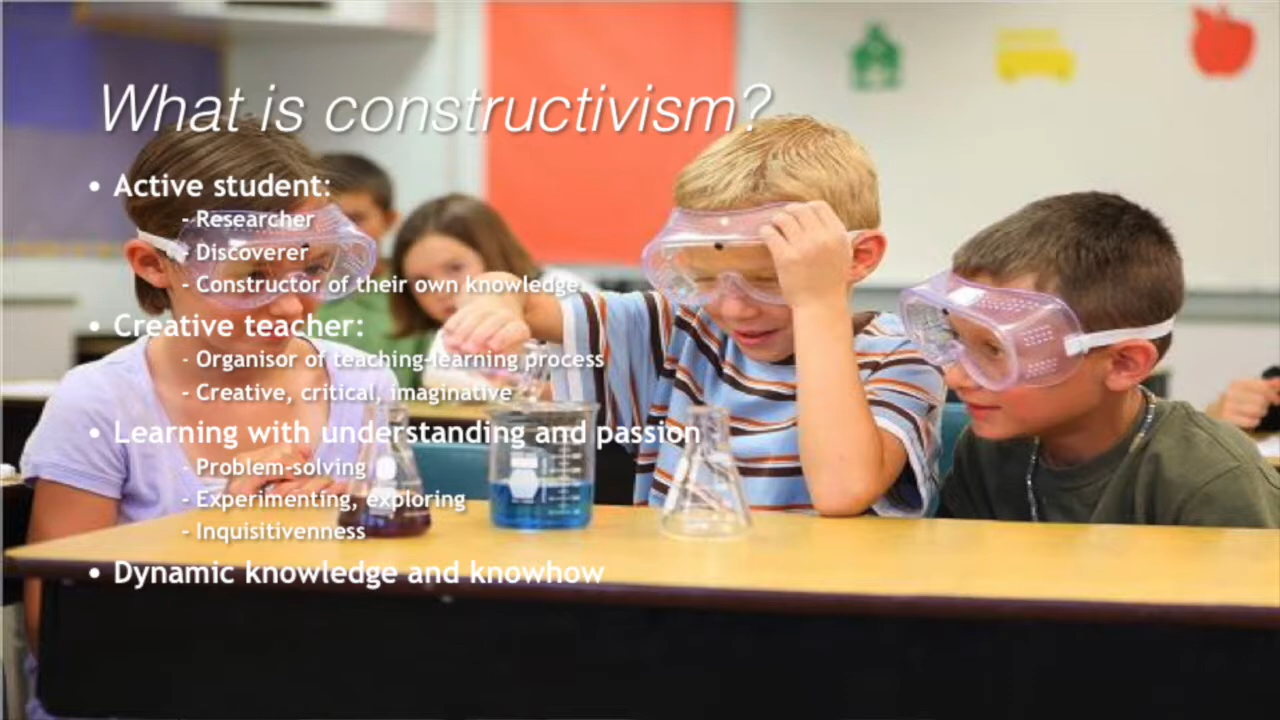 What is constructivism?
• Active student:
- Researcher
- Discoverer
- Constructor of their own knowledge
• Creative teacher:
- Organisor of teaching-learning process
- Creative, critical, imaginative
• Learning with understanding and passion
- Problem-solving
- Experimenting, exploring
- Inquisitivenness
• Dynamic knowledge and knowhow